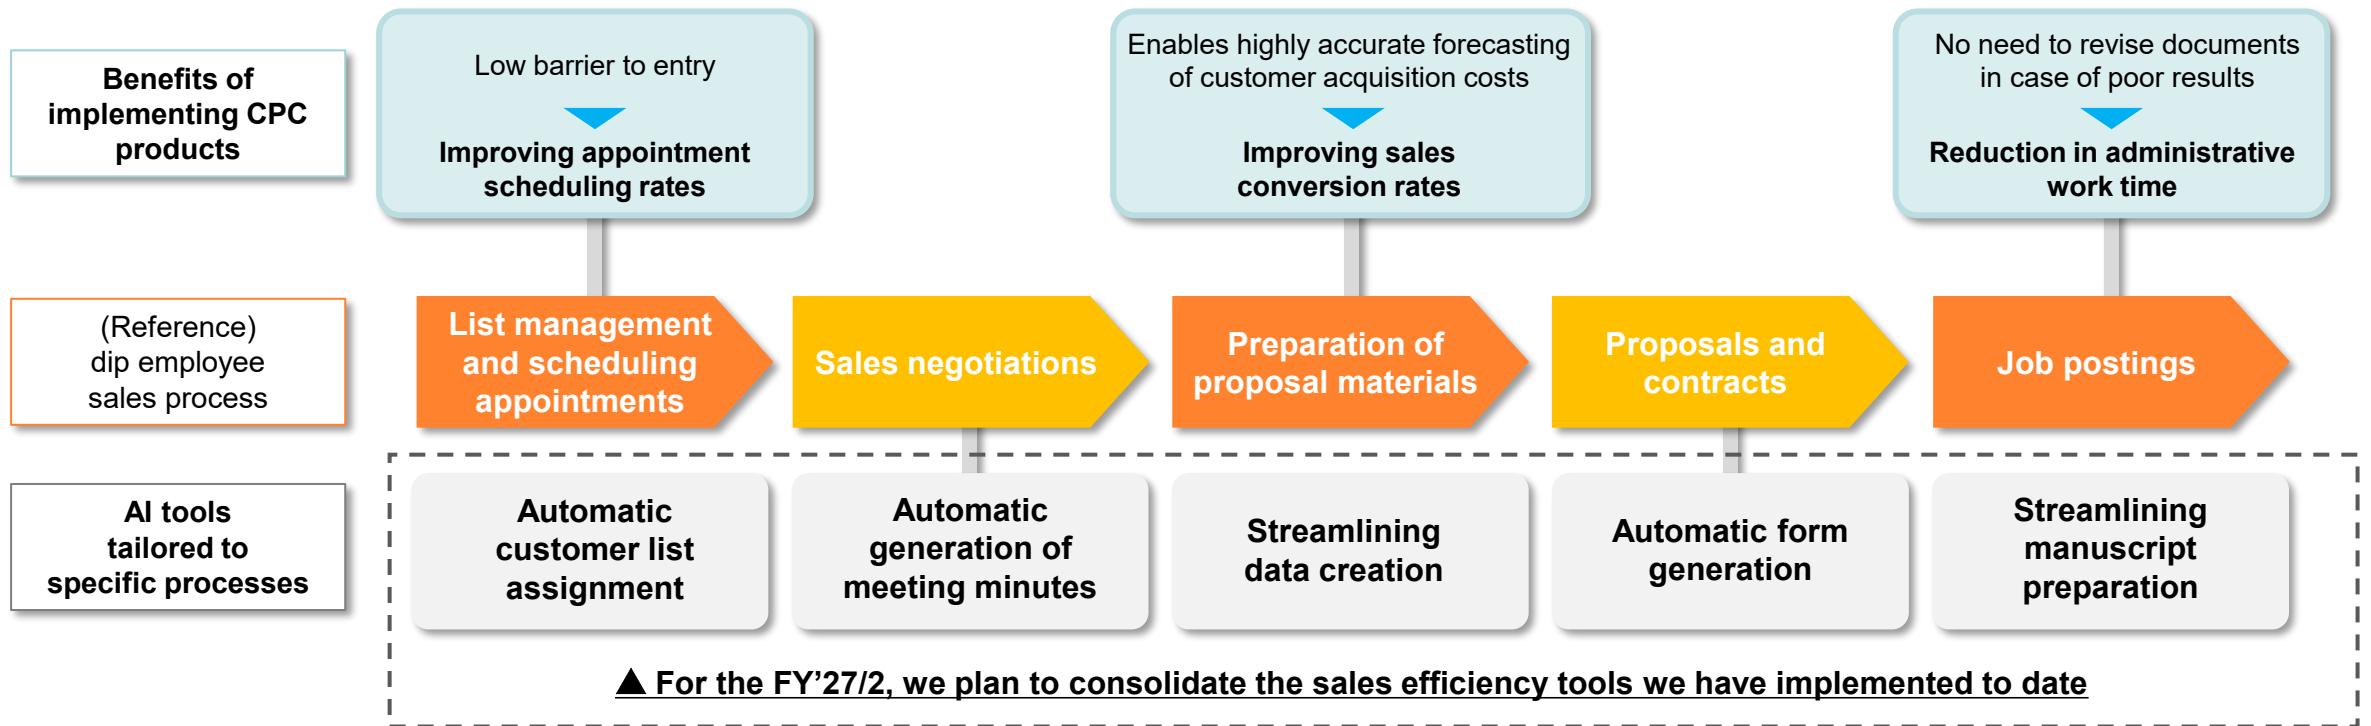 Benefits of
implementing CPC
products
Low barrier to entry
Improving appointment
scheduling rates
Enables highly accurate forecasting
of customer acquisition costs
Improving sales
conversion rates
No need to revise documents
in case of poor results
Reduction in administrative
work time
(Reference)
dip employee
sales process
List management
and scheduling
appointments
Sales negotiations
Preparation of
proposal materials
Proposals and
contracts
Job postings
AI tools
tailored to
specific processes
Automatic
customer list
assignment
Automatic
generation of
meeting minutes
Streamlining
data creation
Automatic form
generation
Streamlining
manuscript
preparation
▲ For the FY’27/2, we plan to consolidate the sales efficiency tools we have implemented to date